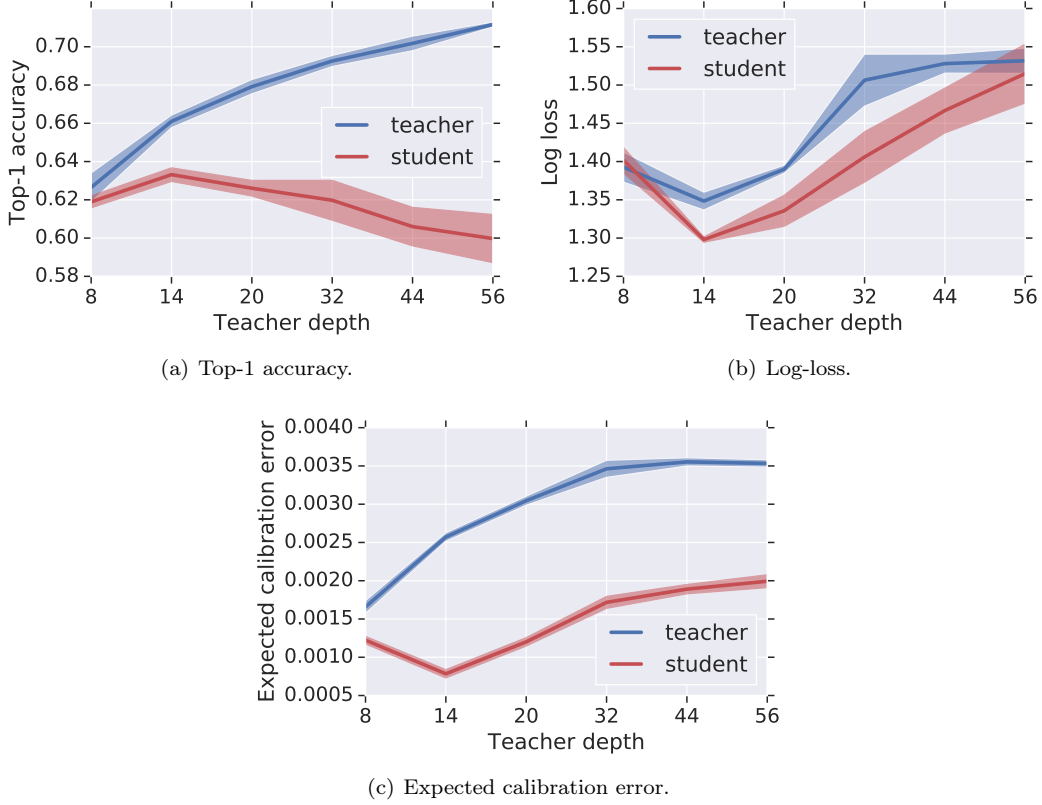 0.70
0.68
0.66
0.64
0.62
0.60
0.58
Top-1 accuracy
teacher
student
8 14 20 32 44 56
Teacher depth
(a) Top-1 accuracy.
1.60
1.55
1.50
1.45
1.40
1.35
1.30
1.25
Log loss
teacher
student
8 14 20 32 44 56
Teacher depth
(b) Log-loss.
0.0040
0.0035
0.0030
0.0025
0.0020
0.0015
0.0010
0.0005
Expected calibration error
teacher
student
8 14 20 32 44 56
Teacher depth
(c) Expected calibration error.